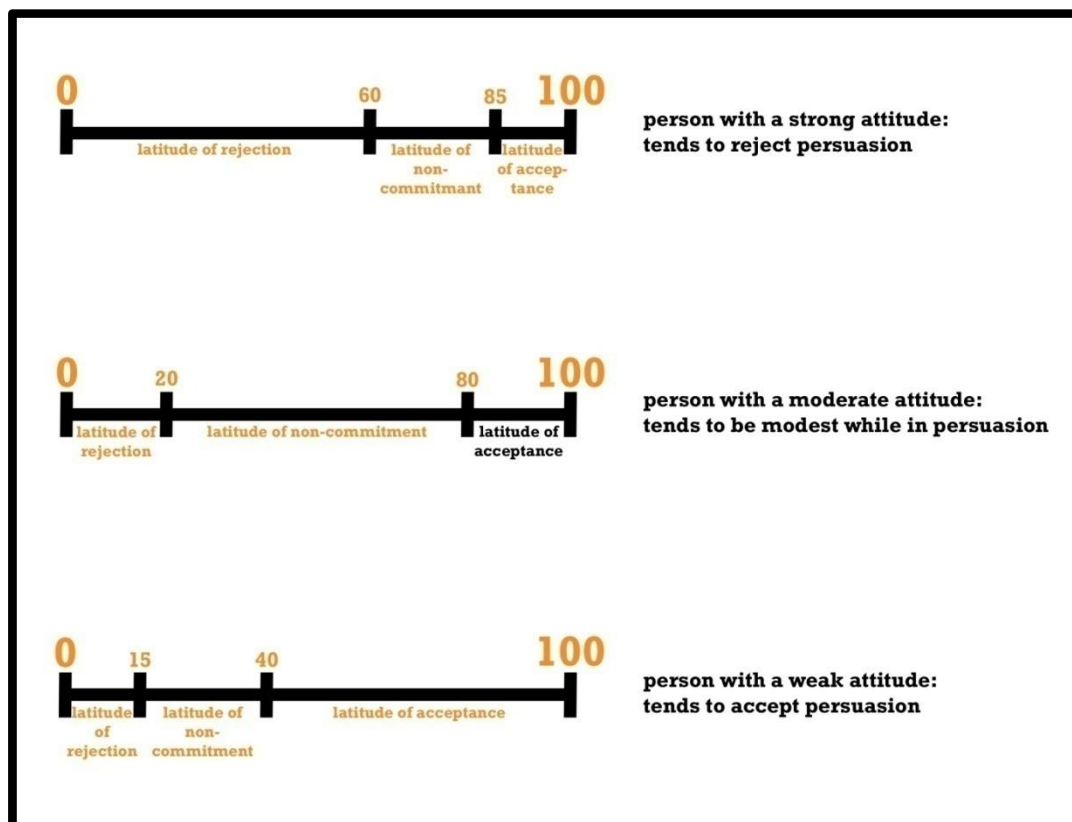 0 60 85 100
latitude of rejection
latitude of
non-
commitmant
latitude
of accep-
tance
person with a strong attitude:
tends to reject persuasion
0 20 80 100
latitude of
rejection
latitude of non-commitment
latitude of
acceptance
person with a moderate attitude:
tends to be modest while in persuasion
0 15 40 100
latitude
of
rejection
latitude of
non-
commitment
latitude of acceptance
person with a weak attitude:
tends to accept persuasion